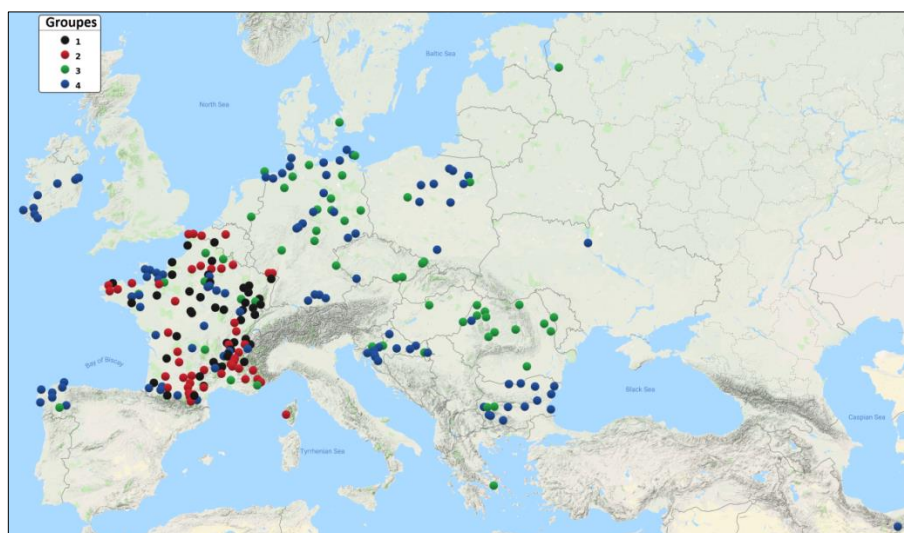 Groupes
1
2
3
4
Baltic Sea
North Sea
Bay of Biscay
Black Sea
Caspian Sea
Tyrrhenian Sea